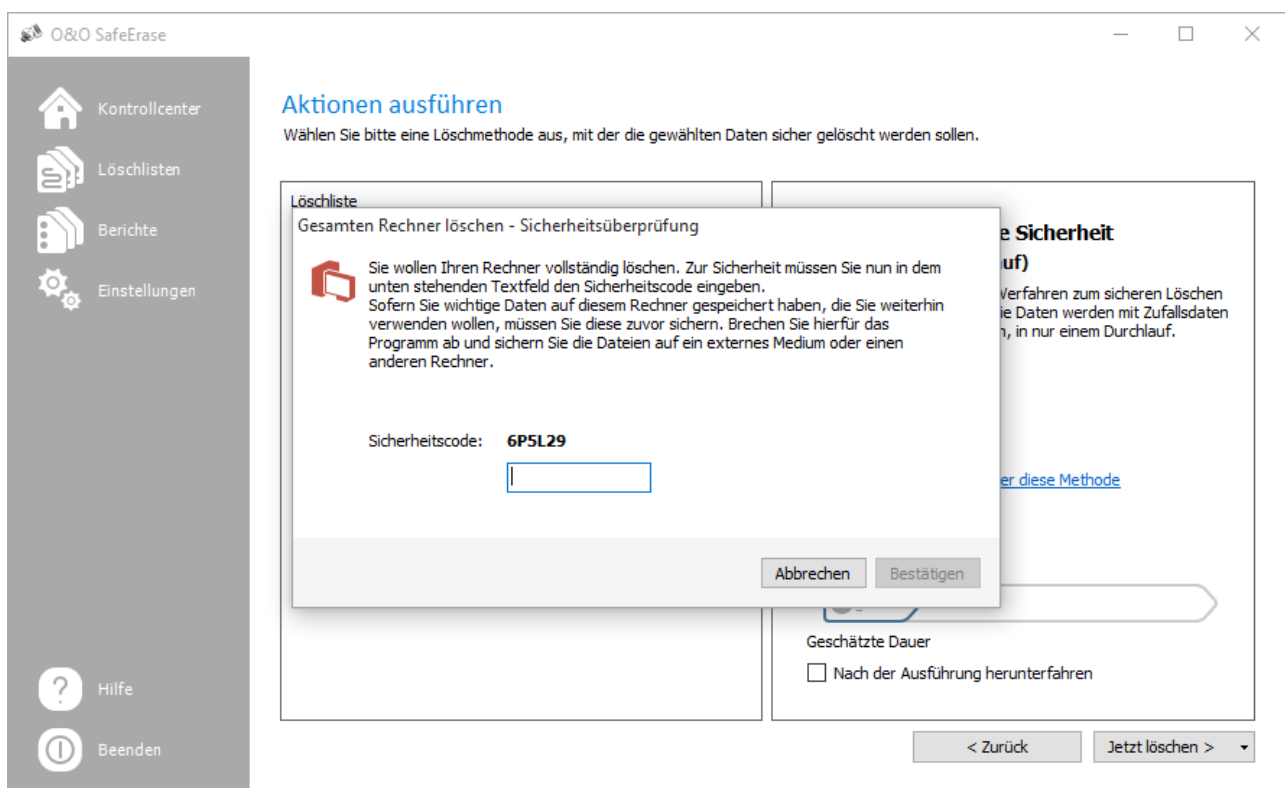 O&O SafeErase
Kontrollcenter
Löschlisten
Berichte
Einstellungen
Hilfe
Beenden
Aktionen ausführen
Wählen Sie bitte eine Löschmethode aus, mit der die gewählten Daten sicher gelöscht werden sollen.
Löschliste
Gesamten Rechner löschen - Sicherheitsüberprüfung
Sie wollen Ihren Rechner vollständig löschen. Zur Sicherheit müssen Sie nun in dem
unten stehenden Textfeld den Sicherheitscode eingeben.
Sofern Sie wichtige Daten auf diesem Rechner gespeichert haben, die Sie weiterhin
verwenden wollen, müssen Sie diese zuvor sichern. Brechen Sie hierfür das
Programm ab und sichern Sie die Dateien auf ein externes Medium oder einen
anderen Rechner.
Sicherheitscode: 6P5L29
Abbrechen
Bestätigen
Sicherheit
Verfahren zum sicheren Löschen
ie Daten werden mit Zufallsdaten
, in nur einem Durchlauf.
er diese Methode
Geschätzte Dauer
Nach der Ausführung herunterfahren
< Zurück
Jetzt löschen >